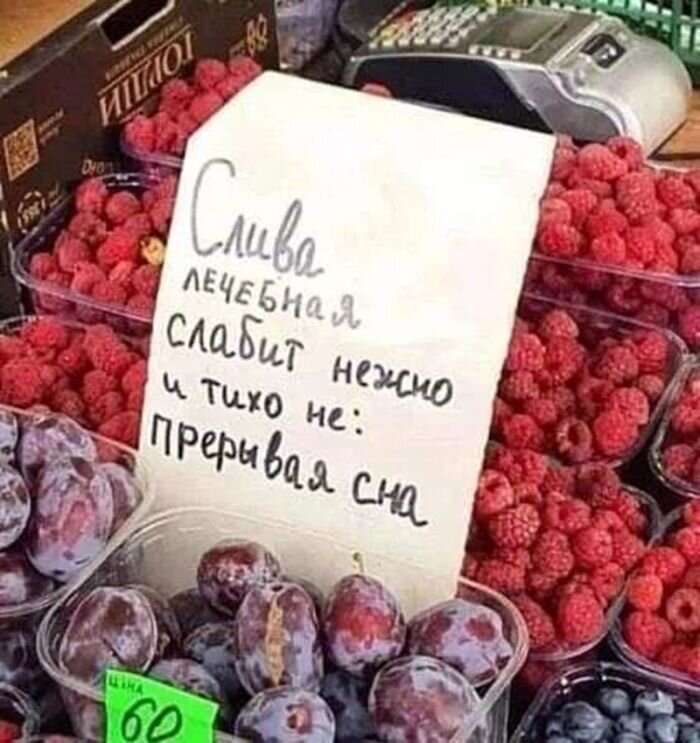 Слива
лечебная
слабит нежно
и тихо не:
прерывая сна
ЦІНА
60